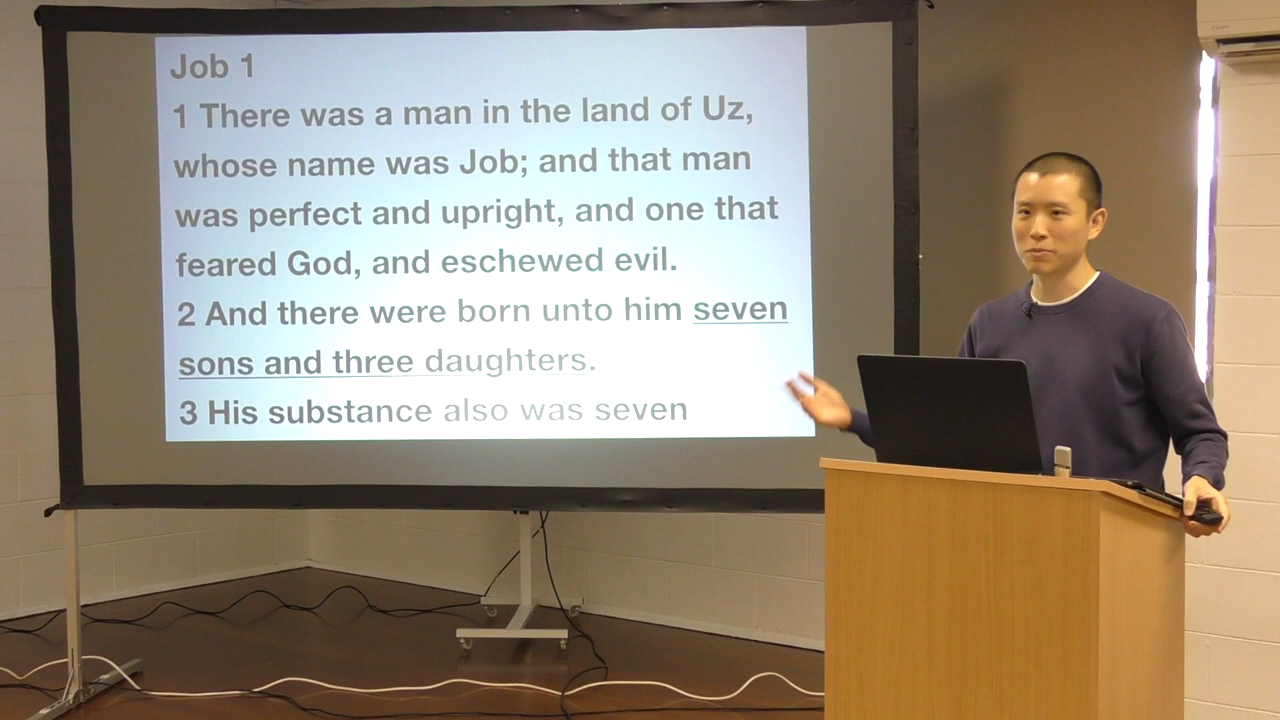 Job 1
1 There was a man in the land of Uz,
whose name was Job; and that man
was perfect and upright, and one that
feared God, and eschewed evil.
2 And there were born unto him seven
sons and three daughters.
3 His substance also was seven